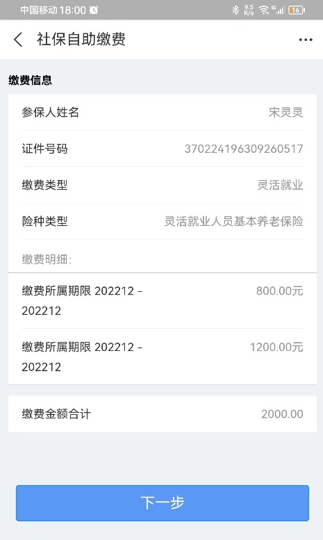 中国移动 18:00 9.5 K/s 5G 16
社保自助缴费
缴费信息
参保人姓名 宋灵灵
证件号码 370224196309260517
缴费类型 灵活就业
险种类型 灵活就业人员基本养老保险
缴费明细:
缴费所属期限 202212 - 800.00元
202212
缴费所属期限 202212 - 1200.00元
202212
缴费金额合计 2000.00
下一步